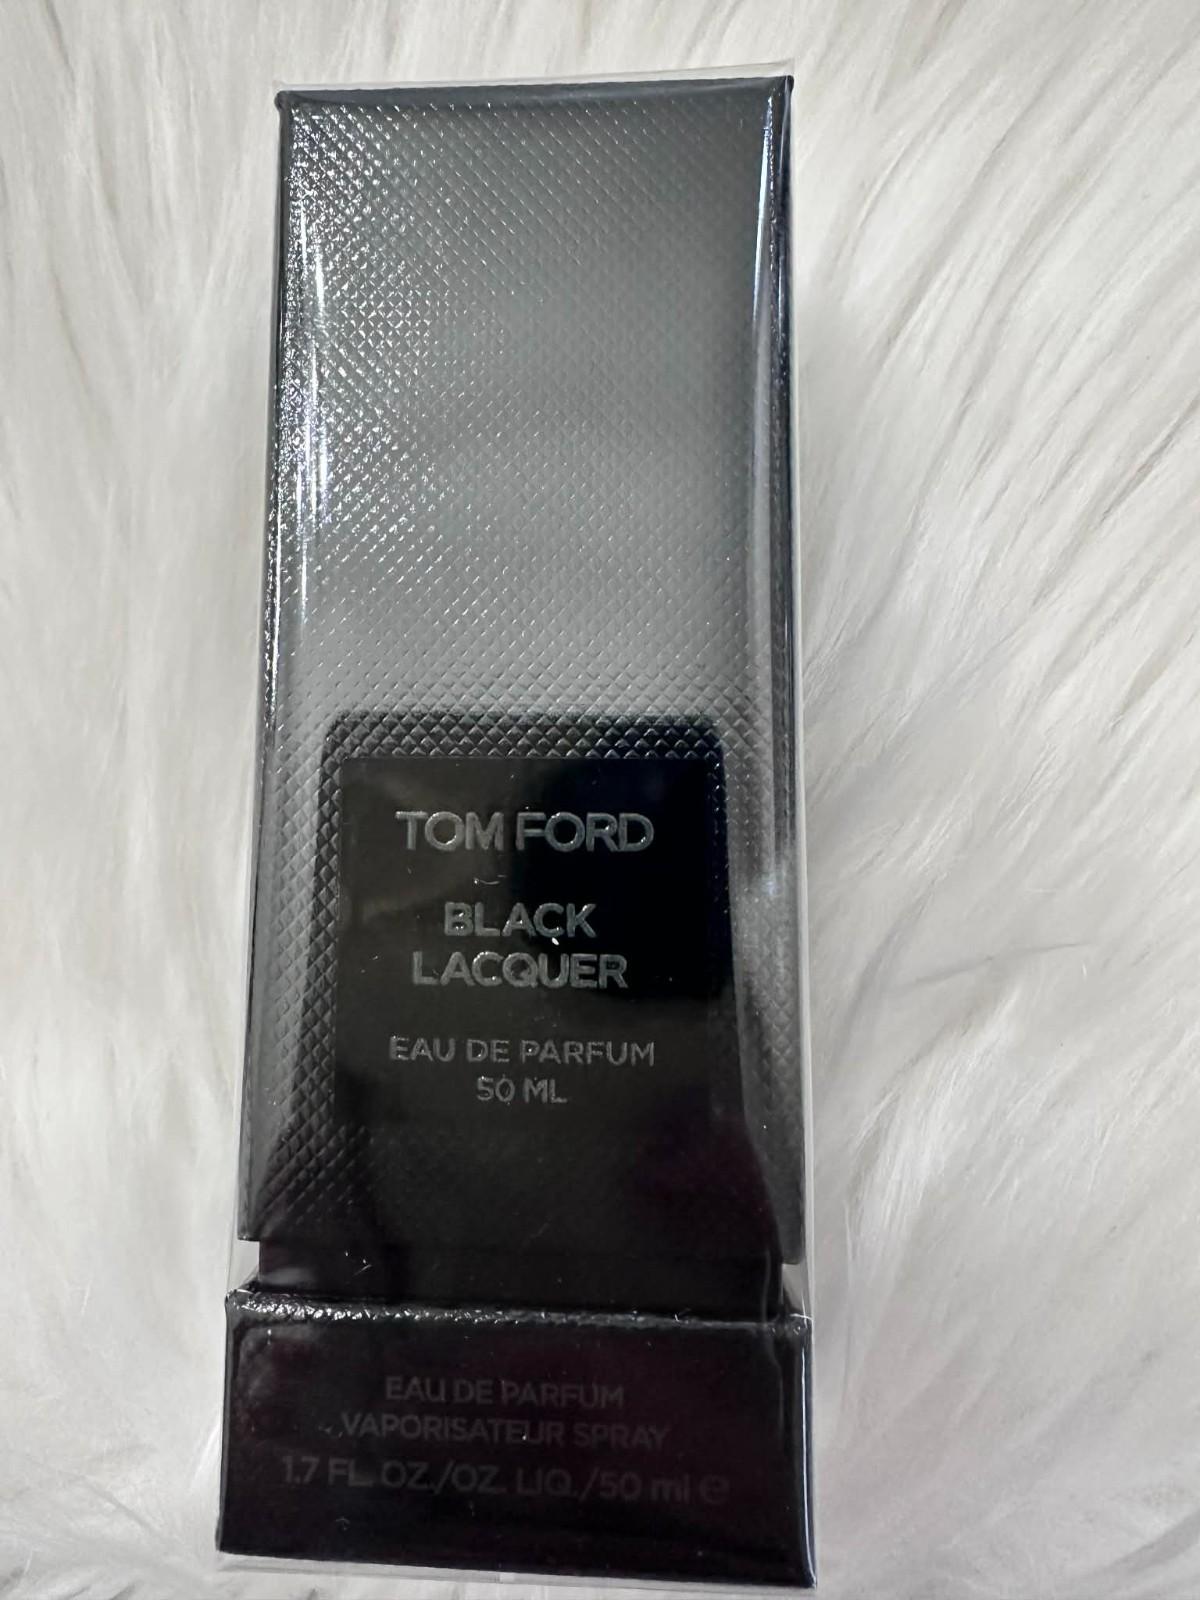 TOM FORD
BLACK
LACQUER
EAU DE PARFUM
50 ML
EAU DE PARFUM
VAPORISATEUR SPRAY
1.7 FL. OZ./OZ. LIQ./50 ml ℮